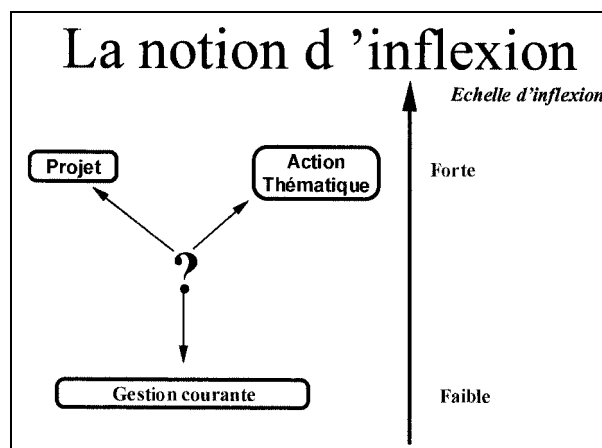 La notion d ’inflexion
Echelle d’inflexion
Projet
Action
Thématique
Forte
?
Gestion courante
Faible